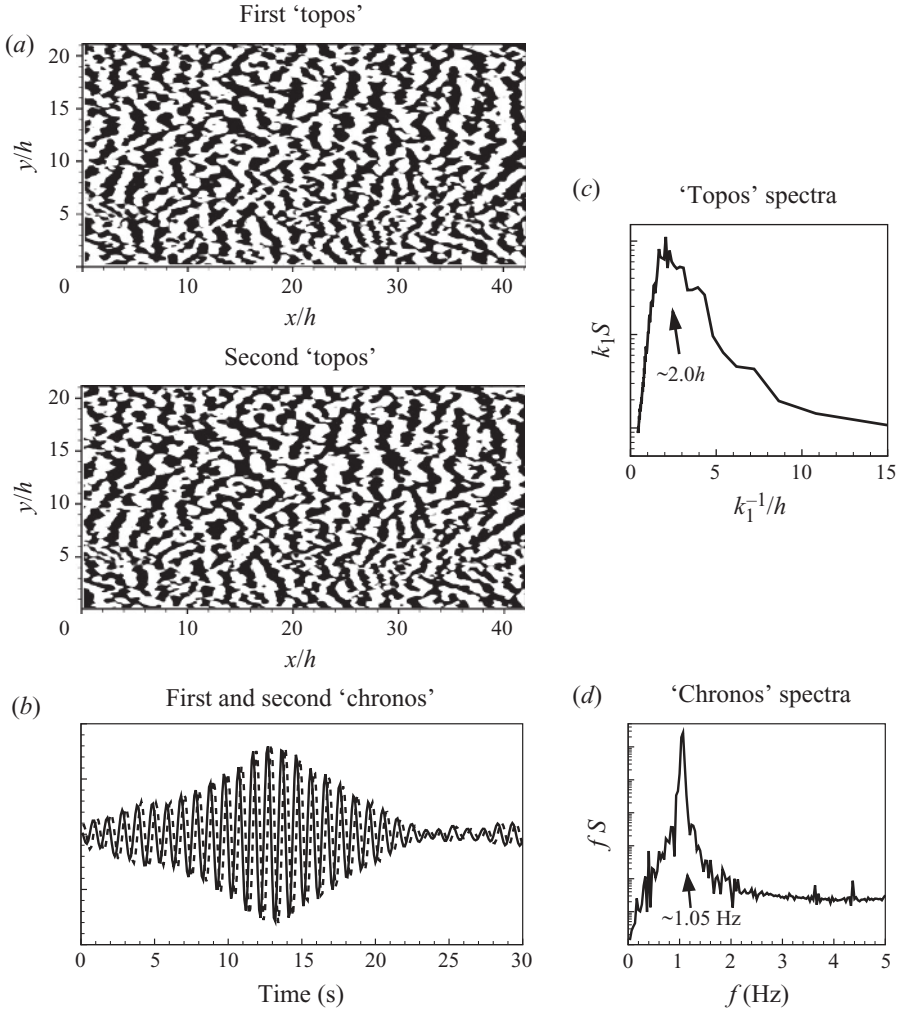 First ‘topos’
(a)
20
15
10
5
0
y/h
10
20
30
40
x/h
Second ‘topos’
20
15
10
5
0
y/h
10
20
30
40
x/h
(b)
First and second ‘chronos’
0
5
10
15
20
25
30
Time (s)
(c)
‘Topos’ spectra
k₁S
~2.0h
0
5
10
15
k₁⁻¹/h
(d)
‘Chronos’ spectra
f S
~1.05 Hz
0
1
2
3
4
5
f (Hz)